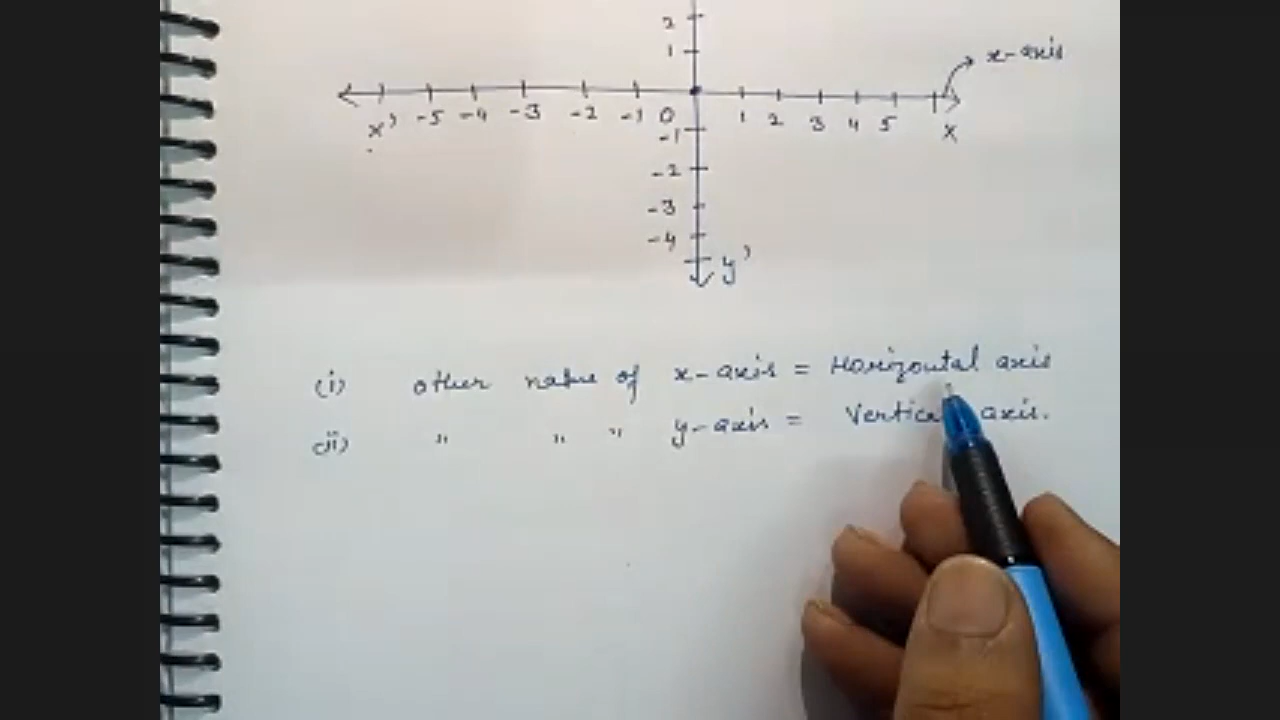 2
1
x-axis
x' -5 -4 -3 -2 -1 0 1 2 3 4 5 x
-1
-2
-3
-4
y'
(i) other name of x-axis = Horizontal axis
(ii) " " " y-axis = Vertical axis.